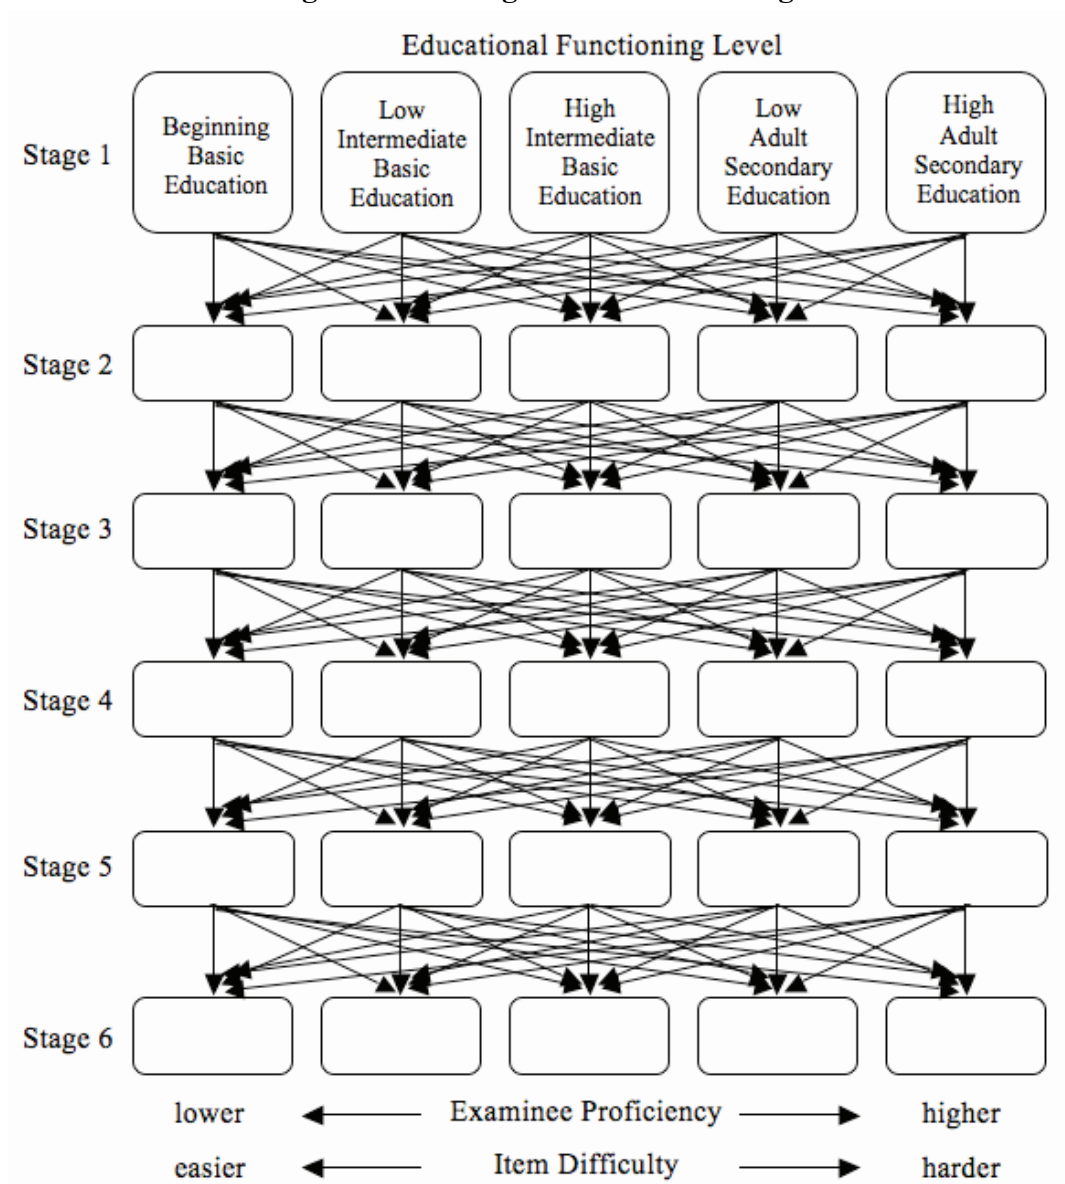 Educational Functioning Level
Stage 1
Beginning
Basic
Education
Low
Intermediate
Basic
Education
High
Intermediate
Basic
Education
Low
Adult
Secondary
Education
High
Adult
Secondary
Education
Stage 2
Stage 3
Stage 4
Stage 5
Stage 6
lower Examinee Proficiency higher
easier Item Difficulty harder